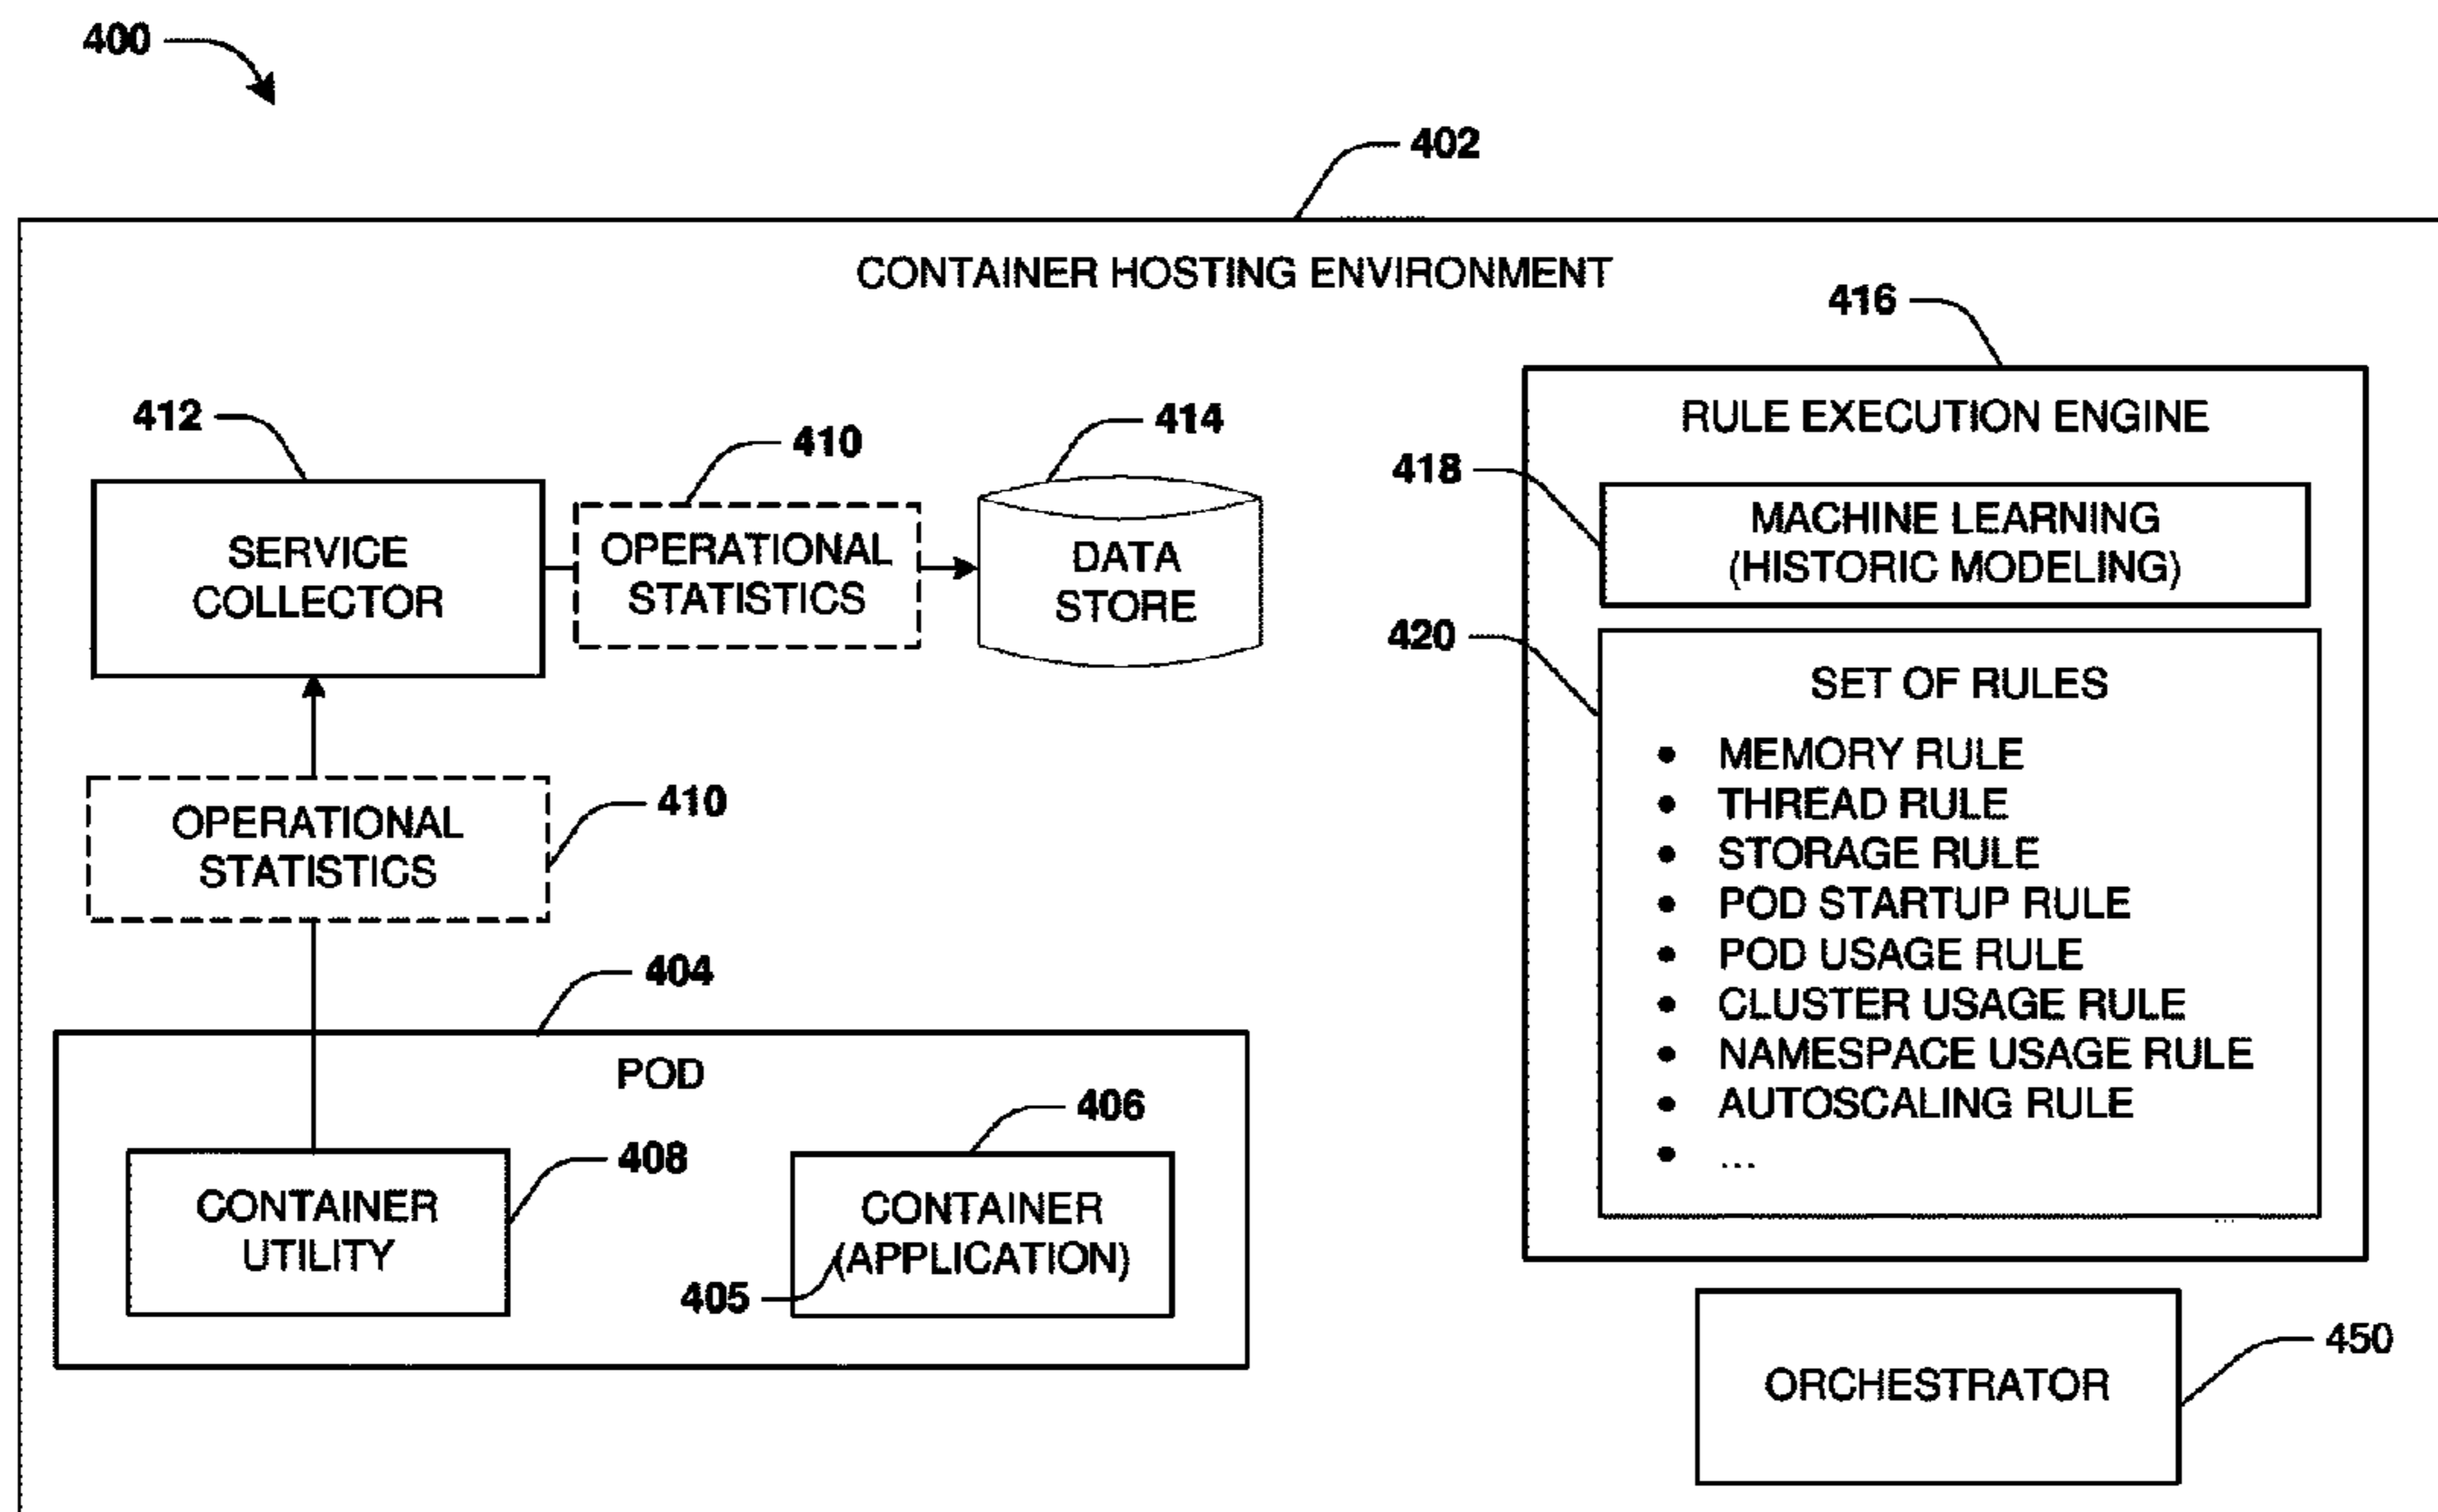 400
402
CONTAINER HOSTING ENVIRONMENT
416
412
410
414
RULE EXECUTION ENGINE
418
SERVICE
COLLECTOR
OPERATIONAL
STATISTICS
DATA
STORE
MACHINE LEARNING
(HISTORIC MODELING)
420
SET OF RULES
• MEMORY RULE
• THREAD RULE
• STORAGE RULE
• POD STARTUP RULE
• POD USAGE RULE
• CLUSTER USAGE RULE
• NAMESPACE USAGE RULE
• AUTOSCALING RULE
• ...
OPERATIONAL
STATISTICS
410
404
POD
406
408
CONTAINER
UTILITY
CONTAINER
(APPLICATION)
405
450
ORCHESTRATOR